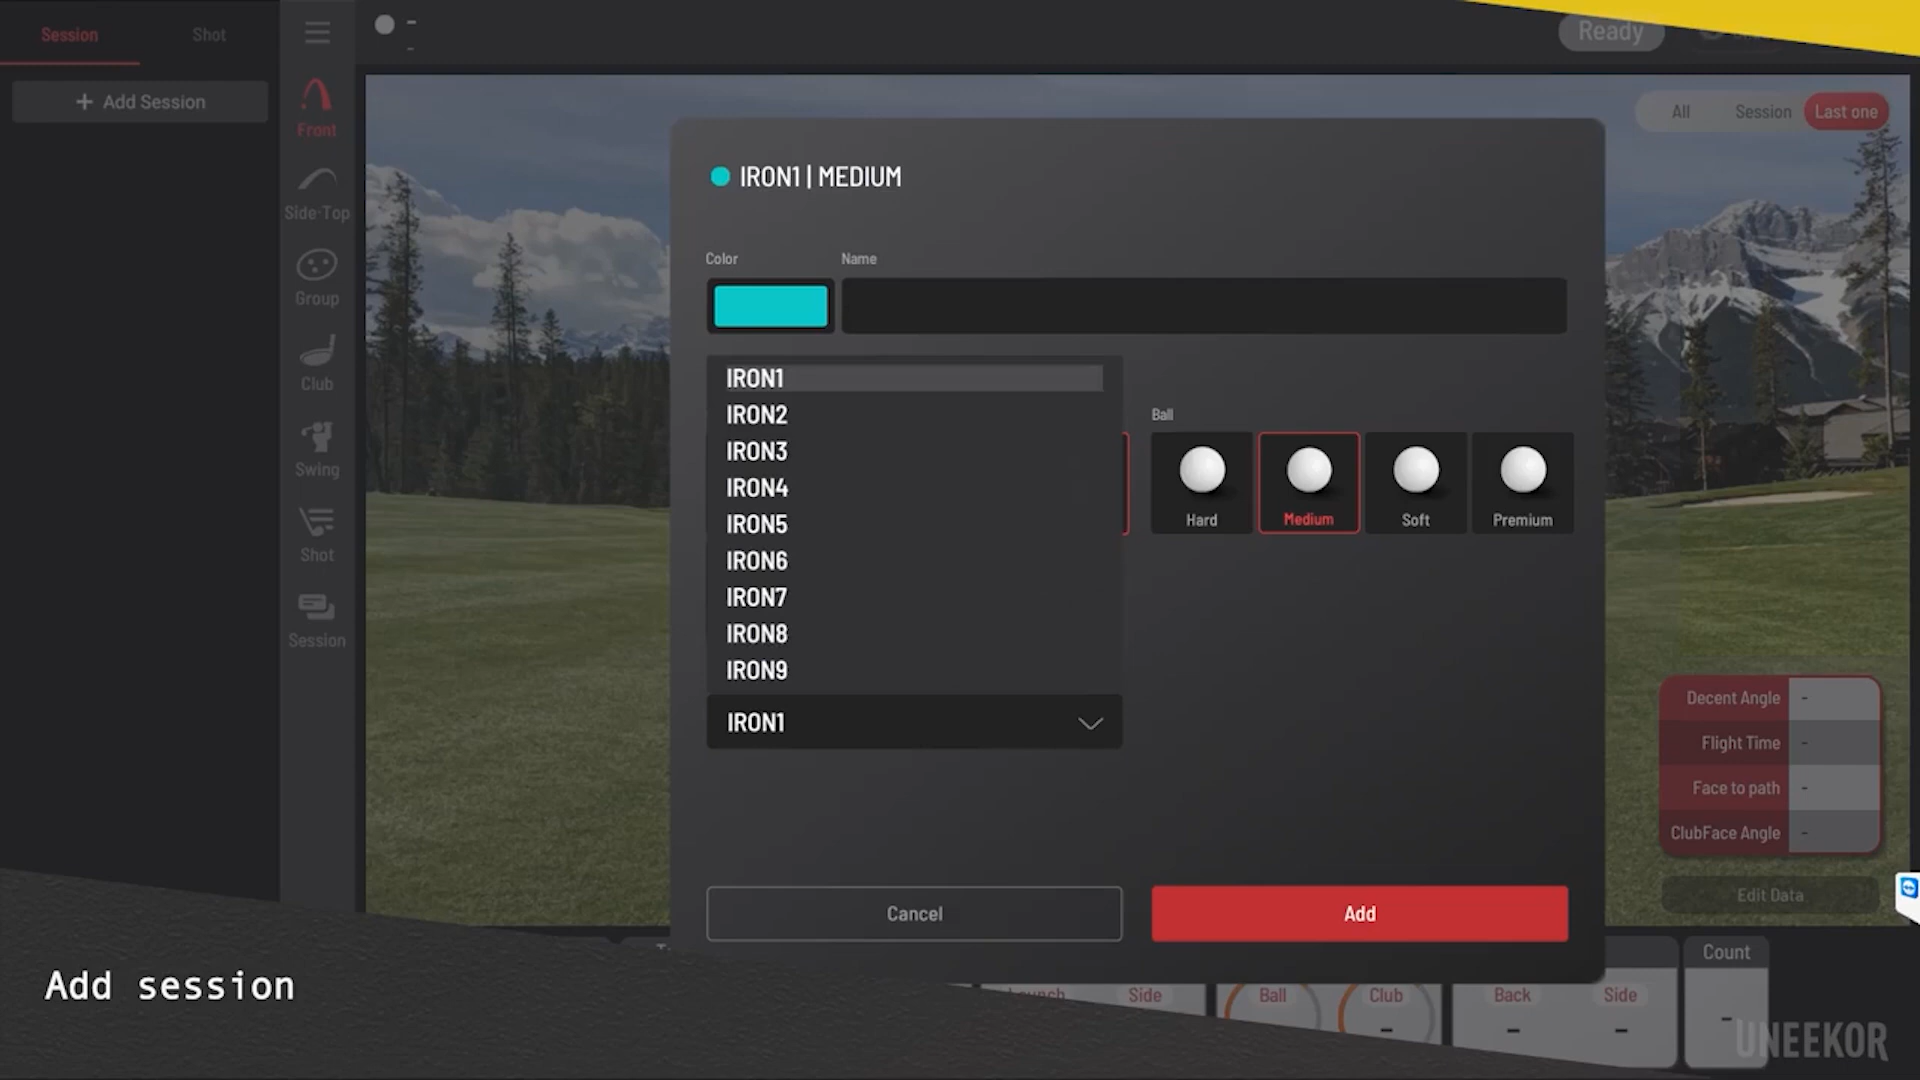 Session
Shot
+ Add Session
Front
Side·Top
Group
Club
Swing
Shot
Session
-
-
Ready
All
Session
Last one
IRON1 | MEDIUM
Color
Name
IRON1
IRON2
IRON3
IRON4
IRON5
IRON6
IRON7
IRON8
IRON9
IRON1
Ball
Hard
Medium
Soft
Premium
Cancel
Add
Decent Angle -
Flight Time -
Face to path -
ClubFace Angle -
Edit Data
Side
Ball
Club
Back
Side
Count
-
-
-
-
Add session
UNEEKOR